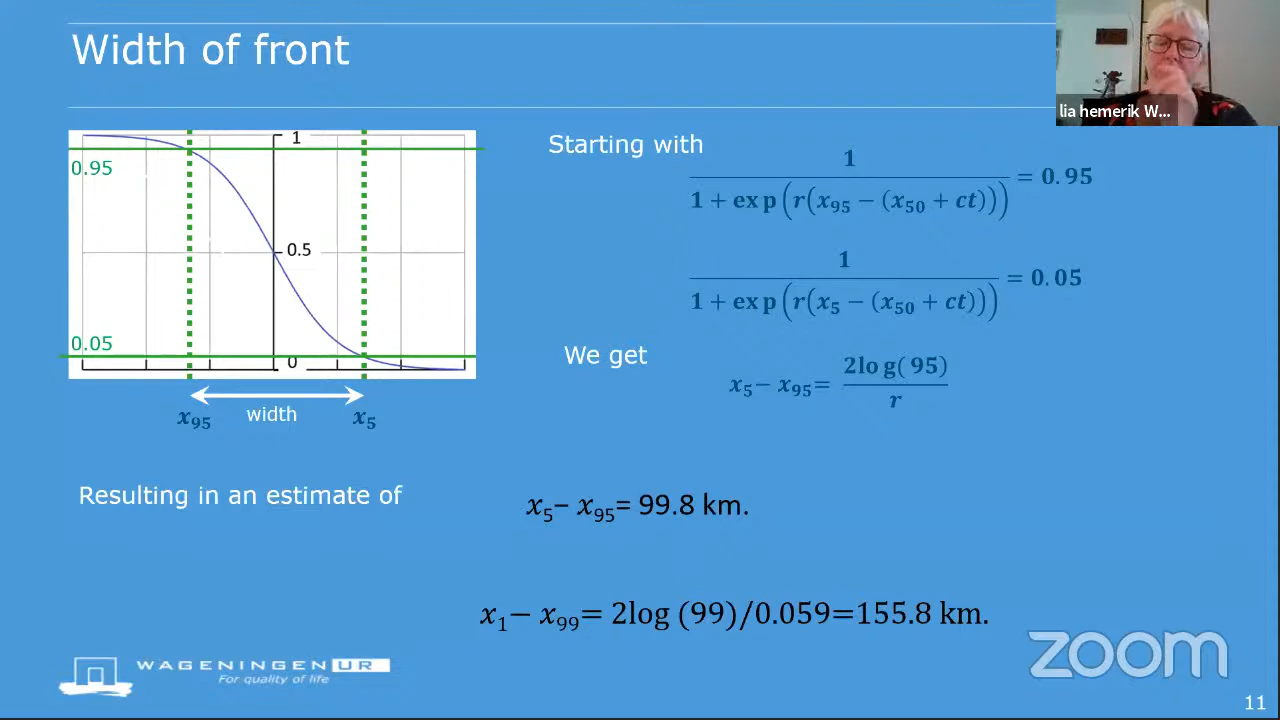 Width of front
lia hemerik W...
1
0.95
0.5
0.05
0
x₉₅
width
x₅
Starting with
1 / (1 + exp(r(x₉₅ − (x₅₀ + ct)))) = 0.95
1 / (1 + exp(r(x₅ − (x₅₀ + ct)))) = 0.05
We get
x₅− x₉₅= 2log(95) / r
Resulting in an estimate of
x₅− x₉₅= 99.8 km.
x₁− x₉₉= 2log (99)/0.059=155.8 km.
WAGENINGEN UR
For quality of life
zoom
11